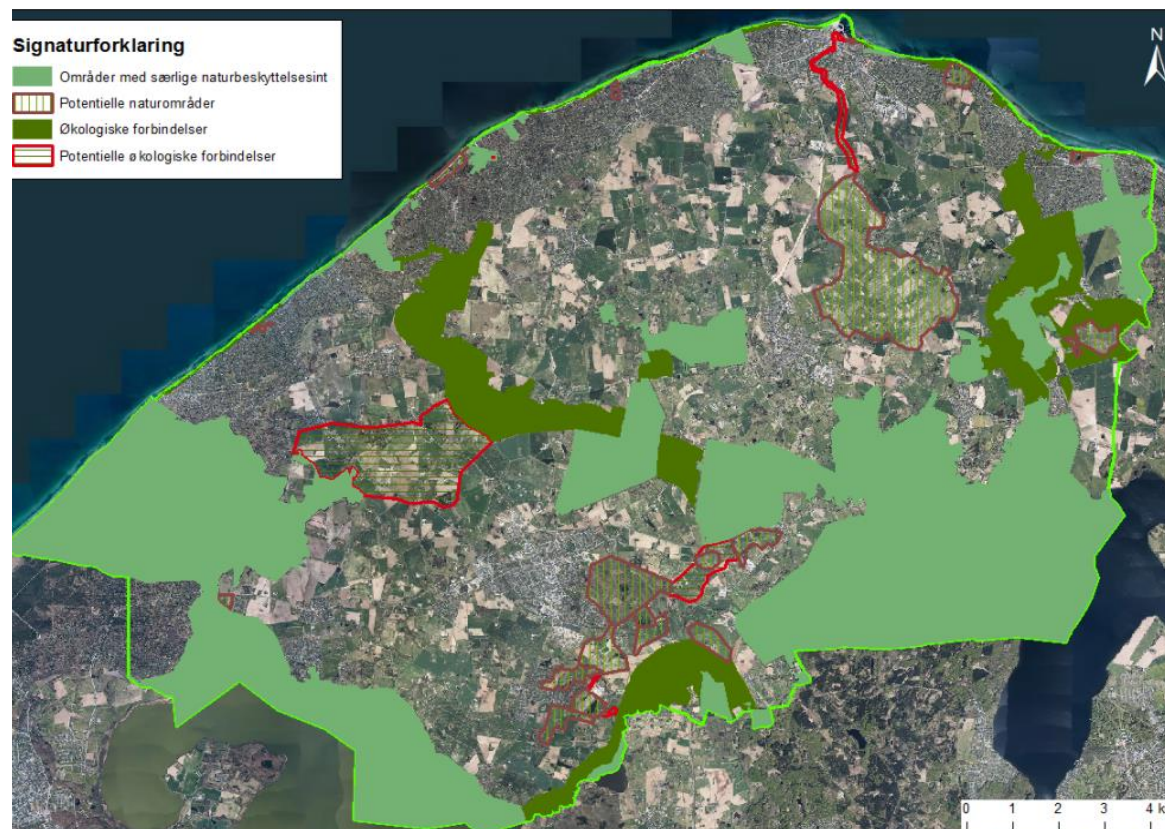 Signaturforklaring
Områder med særlige naturbeskyttelsesint
Potentielle naturområder
Økologiske forbindelser
Potentielle økologiske forbindelser
N
0 1 2 3 4 k